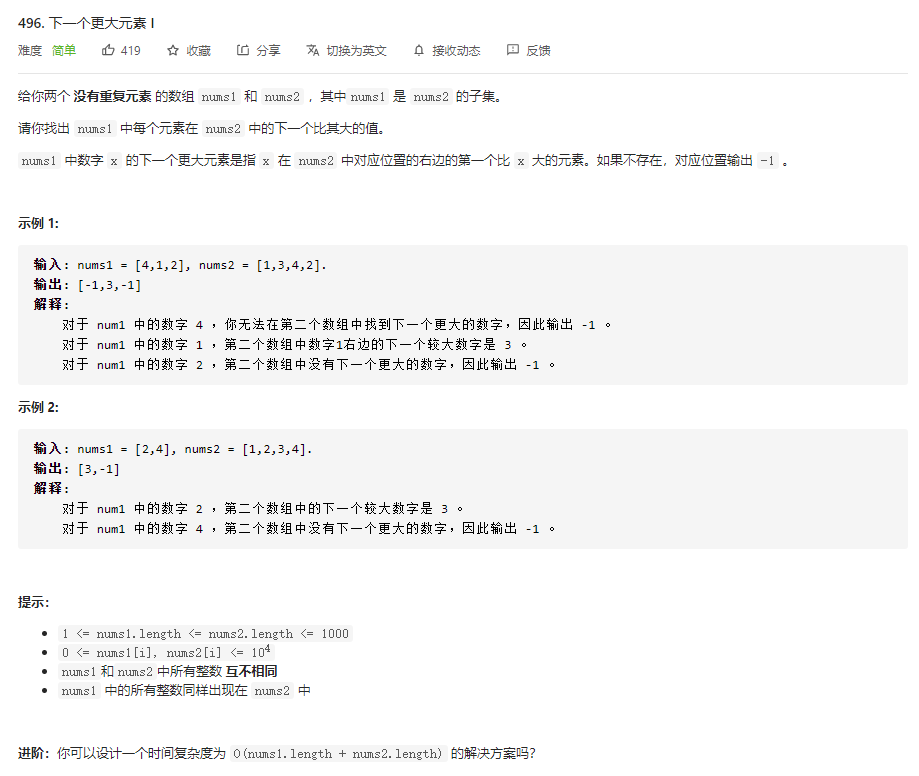 496. 下一个更大元素 I
难度 简单 419 收藏 分享 切换为英文 接收动态 反馈
给你两个 没有重复元素 的数组 nums1 和 nums2 ，其中 nums1 是 nums2 的子集。
请你找出 nums1 中每个元素在 nums2 中的下一个比其大的值。
nums1 中数字 x 的下一个更大元素是指 x 在 nums2 中对应位置的右边的第一个比 x 大的元素。如果不存在，对应位置输出 -1 。
示例 1:
输入: nums1 = [4,1,2], nums2 = [1,3,4,2].
输出: [-1,3,-1]
解释:
对于 num1 中的数字 4 ，你无法在第二个数组中找到下一个更大的数字，因此输出 -1 。
对于 num1 中的数字 1 ，第二个数组中数字1右边的下一个较大数字是 3 。
对于 num1 中的数字 2 ，第二个数组中没有下一个更大的数字，因此输出 -1 。
示例 2:
输入: nums1 = [2,4], nums2 = [1,2,3,4].
输出: [3,-1]
解释:
对于 num1 中的数字 2 ，第二个数组中的下一个较大数字是 3 。
对于 num1 中的数字 4 ，第二个数组中没有下一个更大的数字，因此输出 -1 。
提示：
1 <= nums1.length <= nums2.length <= 1000
0 <= nums1[i], nums2[i] <= 10⁴
nums1 和 nums2 中所有整数 互不相同
nums1 中的所有整数同样出现在 nums2 中
进阶：你可以设计一个时间复杂度为 O(nums1.length + nums2.length) 的解决方案吗？